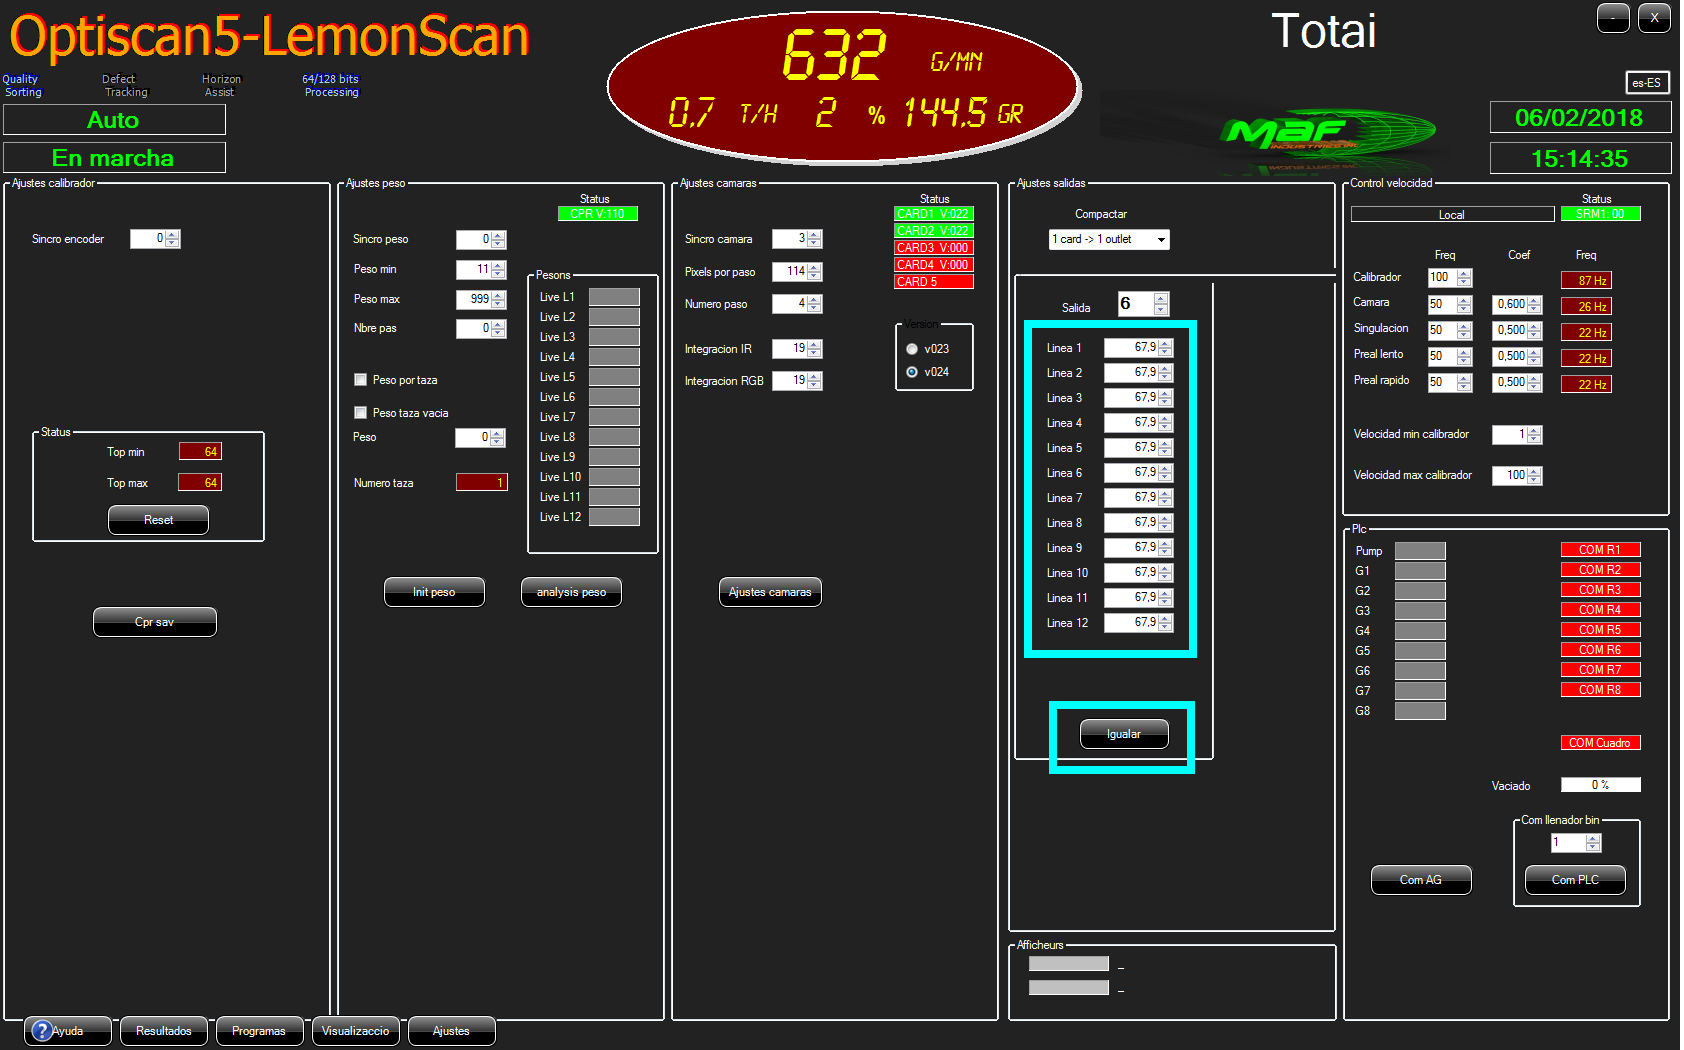 Optiscan5-LemonScan
Quality Sorting
Defect Tracking
Horizon Assist
64/128 bits Processing
Auto
En marcha
632 G/MN
0,7 T/H 2 % 144,5 GR
Totai
- X
es-ES
MAF
INDUSTRIES INC
06/02/2018
15:14:35
Ajustes calibrador
Sincro encoder 0
Status
Top min 64
Top max 64
Reset
Cpr sav
Ajustes peso
Status
CPR V:110
Sincro peso 0
Peso min 11
Peso max 999
Nbre pas 0
Peso por taza
Peso taza vacia
Peso 0
Numero taza 1
Pesons
Live L1
Live L2
Live L3
Live L4
Live L5
Live L6
Live L7
Live L8
Live L9
Live L10
Live L11
Live L12
Init peso
analysis peso
Ajustes camaras
Status
CARD1 V:022
CARD2 V:022
CARD3 V:000
CARD4 V:000
CARD 5
Sincro camara 3
Pixels por paso 114
Numero paso 4
Integracion IR 19
Integracion RGB 19
Version
v023
v024
Ajustes camaras
Ajustes salidas
Compactar
1 card -> 1 outlet
Salida 6
Linea 1 67,9
Linea 2 67,9
Linea 3 67,9
Linea 4 67,9
Linea 5 67,9
Linea 6 67,9
Linea 7 67,9
Linea 8 67,9
Linea 9 67,9
Linea 10 67,9
Linea 11 67,9
Linea 12 67,9
Igualar
Afficheurs
_
_
Control velocidad
Status
Local SRM1: 00
Freq Coef Freq
Calibrador 100 87 Hz
Camara 50 0,600 26 Hz
Singulacion 50 0,500 22 Hz
Preal lento 50 0,500 22 Hz
Preal rapido 50 0,500 22 Hz
Velocidad min calibrador 1
Velocidad max calibrador 100
Plc
Pump
G1
G2
G3
G4
G5
G6
G7
G8
COM R1
COM R2
COM R3
COM R4
COM R5
COM R6
COM R7
COM R8
COM Cuadro
Vaciado 0 %
Com llenador bin
1
Com AG
Com PLC
? Ayuda
Resultados
Programas
Visualizaccio
Ajustes